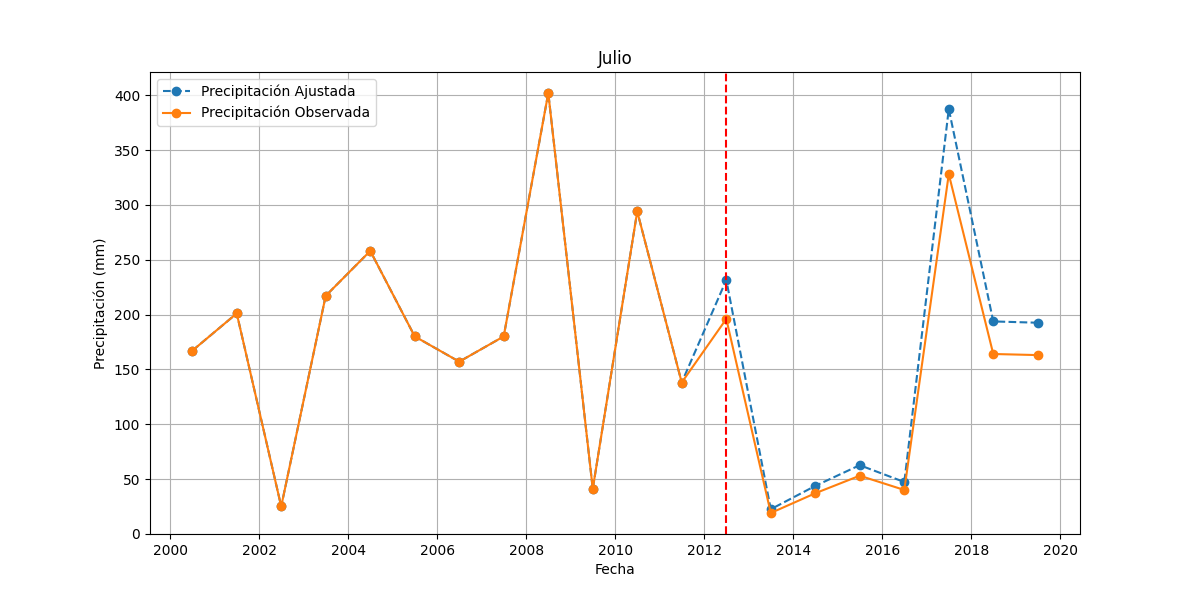 Julio
Precipitación Ajustada
Precipitación Observada
Precipitación (mm)
400
350
300
250
200
150
100
50
0
2000 2002 2004 2006 2008 2010 2012 2014 2016 2018 2020
Fecha